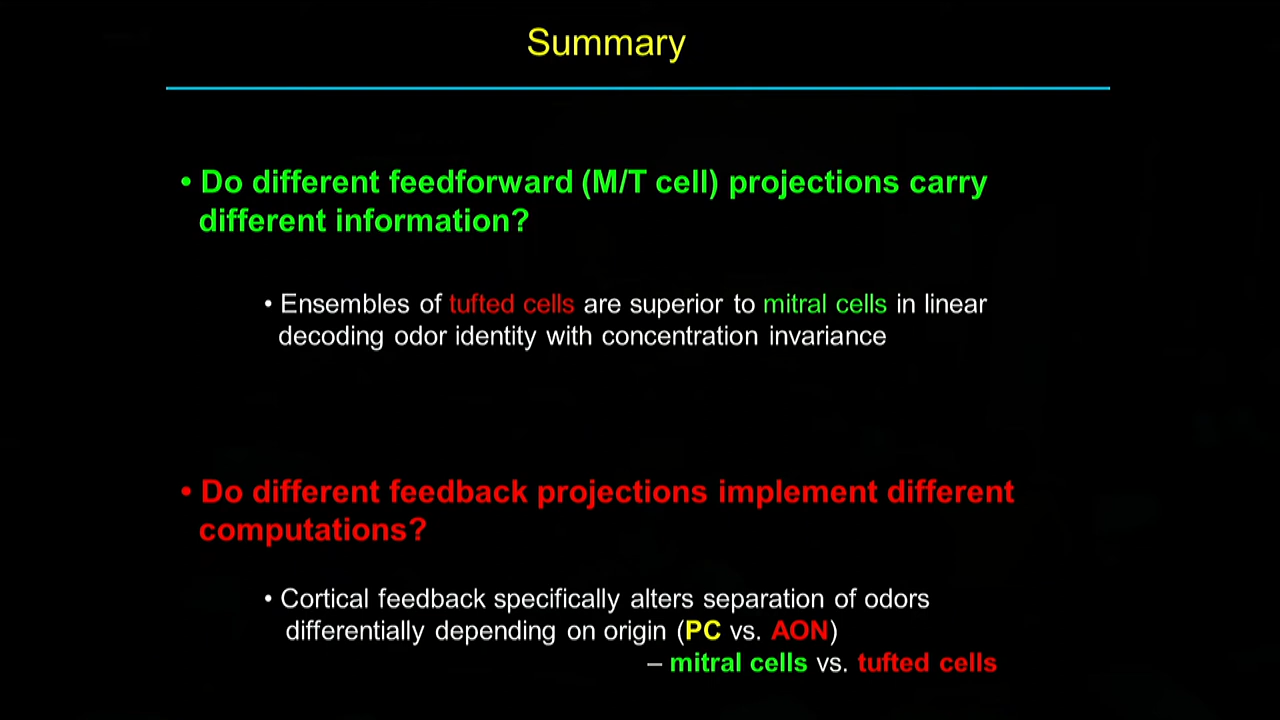 Summary
• Do different feedforward (M/T cell) projections carry
different information?
• Ensembles of tufted cells are superior to mitral cells in linear
decoding odor identity with concentration invariance
• Do different feedback projections implement different
computations?
• Cortical feedback specifically alters separation of odors
differentially depending on origin (PC vs. AON)
– mitral cells vs. tufted cells